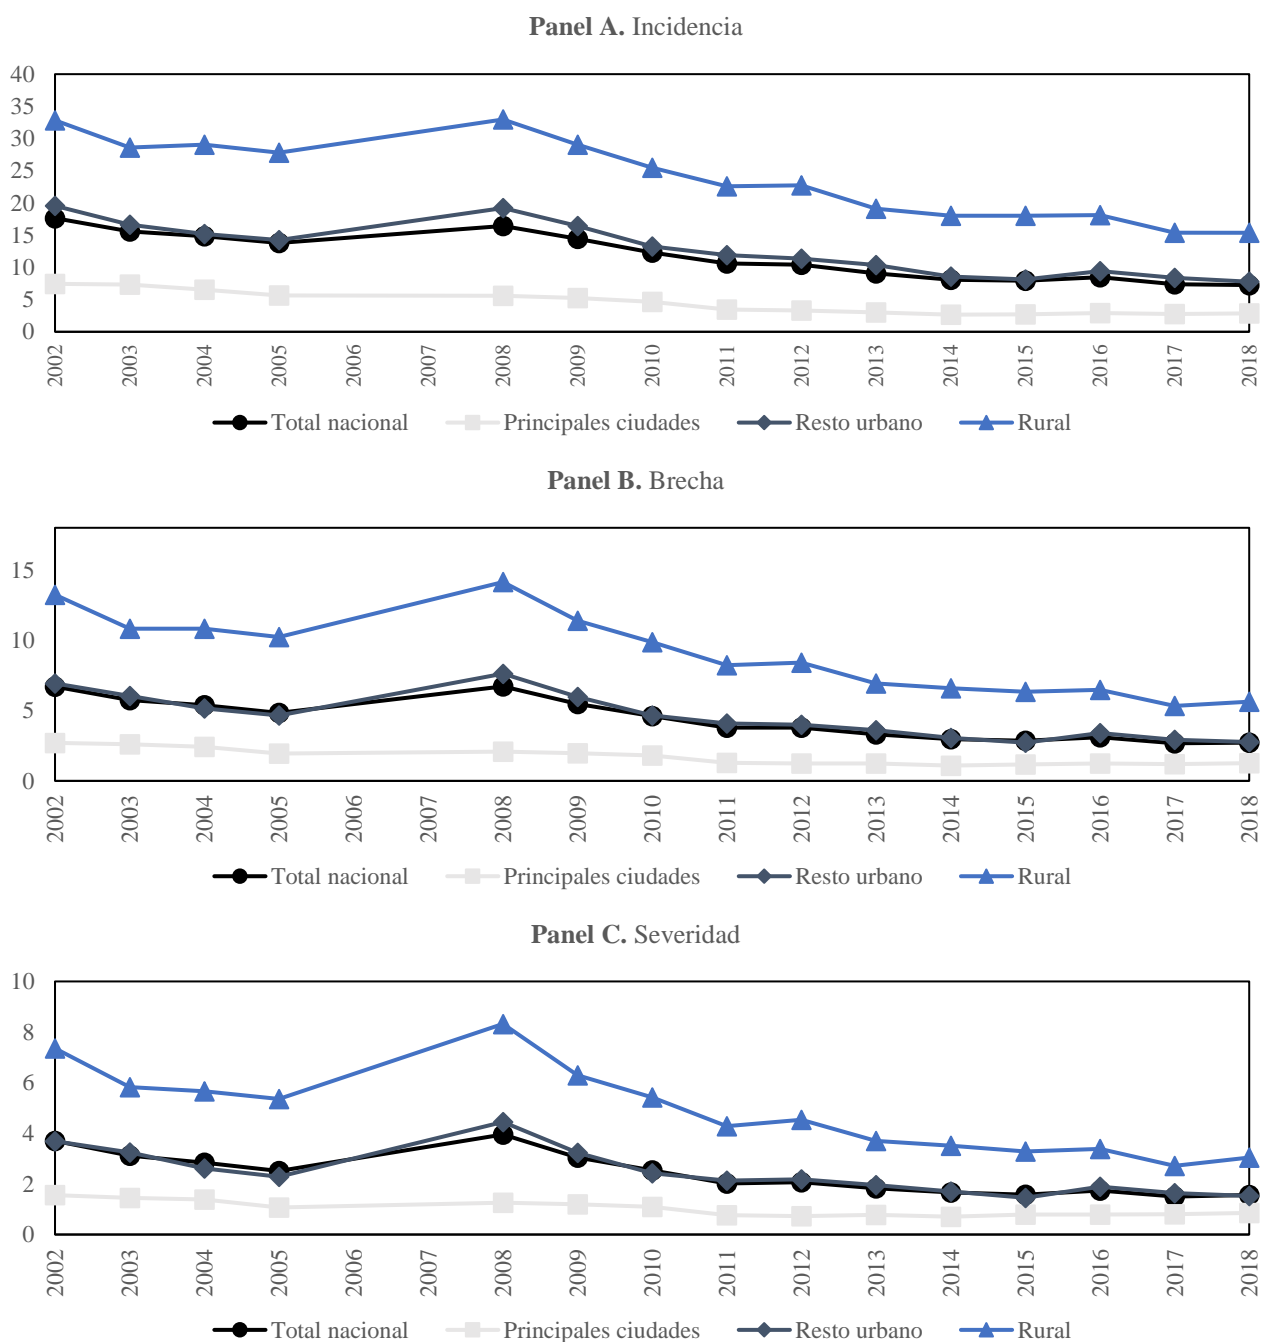 Panel A. Incidencia
40
35
30
25
20
15
10
5
0
2002 2003 2004 2005 2006 2007 2008 2009 2010 2011 2012 2013 2014 2015 2016 2017 2018
Total nacional Principales ciudades Resto urbano Rural
Panel B. Brecha
15
10
5
0
2002 2003 2004 2005 2006 2007 2008 2009 2010 2011 2012 2013 2014 2015 2016 2017 2018
Total nacional Principales ciudades Resto urbano Rural
Panel C. Severidad
10
8
6
4
2
0
2002 2003 2004 2005 2006 2007 2008 2009 2010 2011 2012 2013 2014 2015 2016 2017 2018
Total nacional Principales ciudades Resto urbano Rural